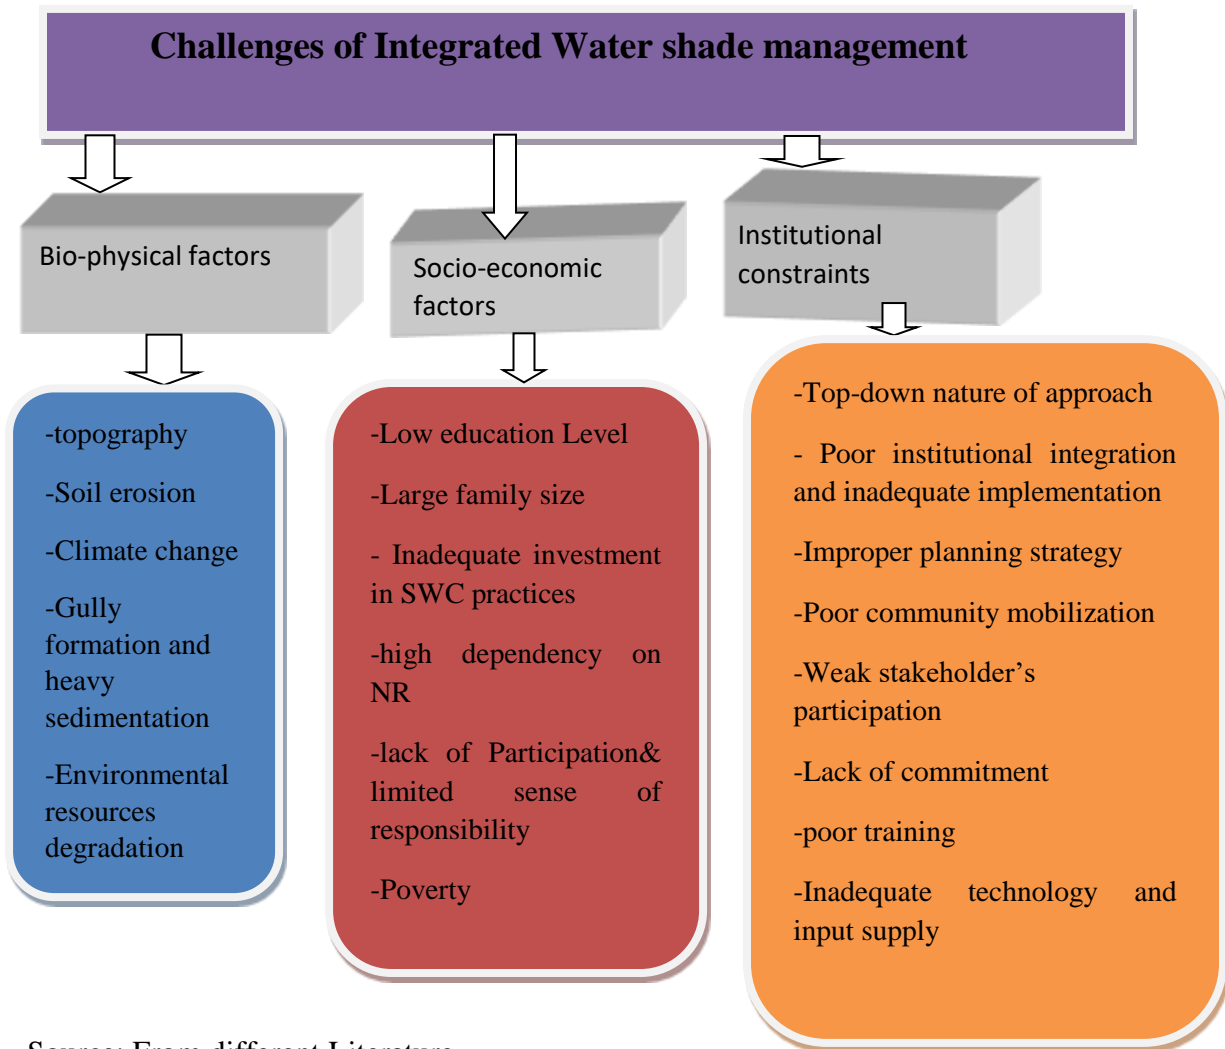 Challenges of Integrated Water shade management
Bio-physical factors
Socio-economic
factors
Institutional
constraints
-topography
-Soil erosion
-Climate change
-Gully
formation and
heavy
sedimentation
-Environmental
resources
degradation
-Low education Level
-Large family size
- Inadequate investment
in SWC practices
-high dependency on
NR
-lack of Participation&
limited sense of
responsibility
-Poverty
-Top-down nature of approach
- Poor institutional integration
and inadequate implementation
-Improper planning strategy
-Poor community mobilization
-Weak stakeholder’s
participation
-Lack of commitment
-poor training
-Inadequate technology and
input supply
Source: From different Literature